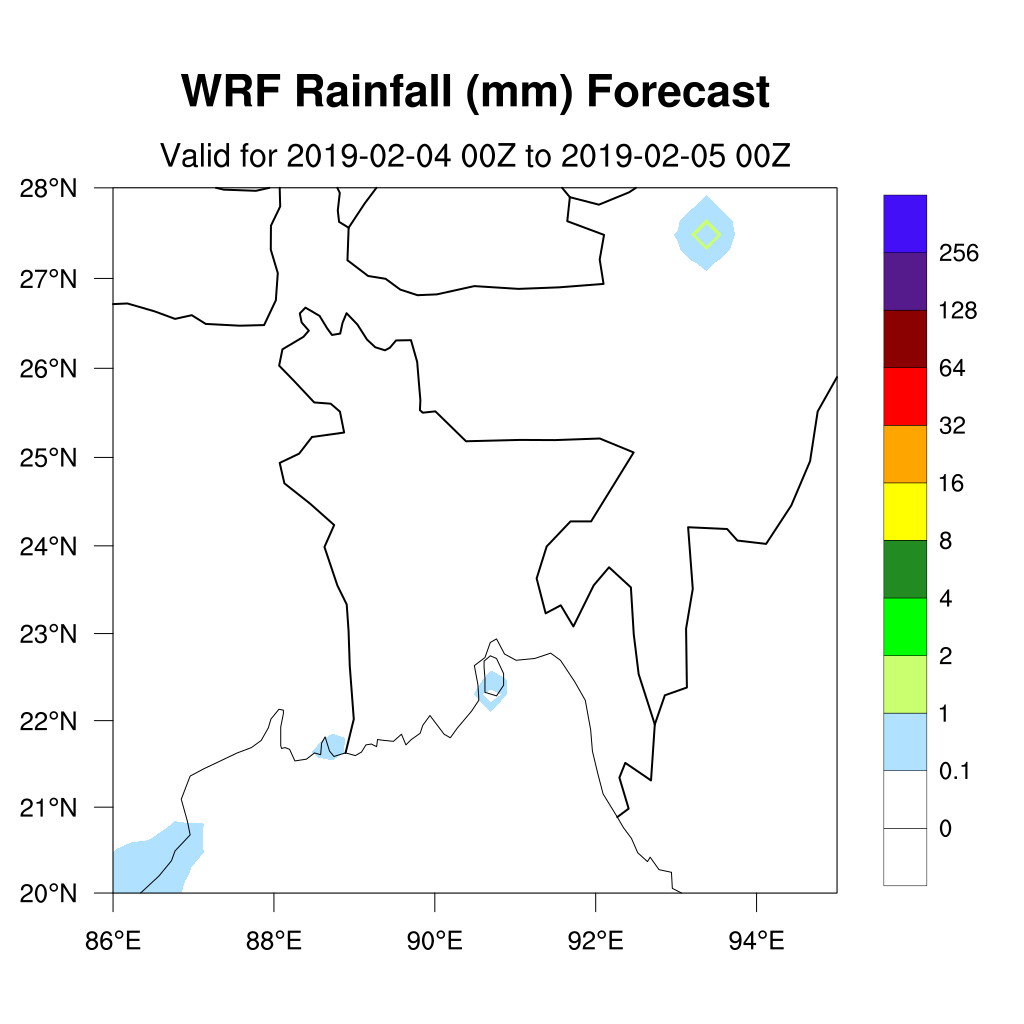 WRF Rainfall (mm) Forecast
Valid for 2019-02-04 00Z to 2019-02-05 00Z
28°N
27°N
26°N
25°N
24°N
23°N
22°N
21°N
20°N
86°E
88°E
90°E
92°E
94°E
256
128
64
32
16
8
4
2
1
0.1
0